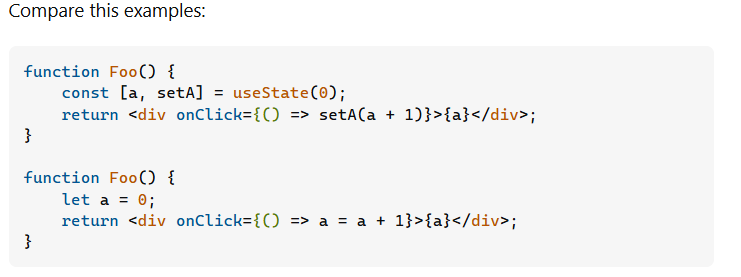 Compare this examples:
function Foo() {
    const [a, setA] = useState(0);
    return <div onClick={() => setA(a + 1)}>{a}</div>;
}
function Foo() {
    let a = 0;
    return <div onClick={() => a = a + 1}>{a}</div>;
}